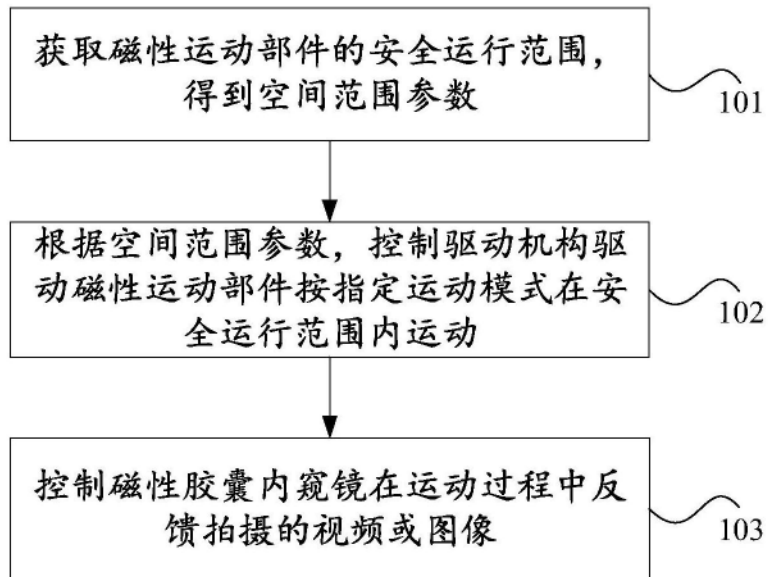 获取磁性运动部件的安全运行范围，
得到空间范围参数
101
根据空间范围参数，控制驱动机构驱
动磁性运动部件按指定运动模式在安
全运行范围内运动
102
控制磁性胶囊内窥镜在运动过程中反
馈拍摄的视频或图像
103